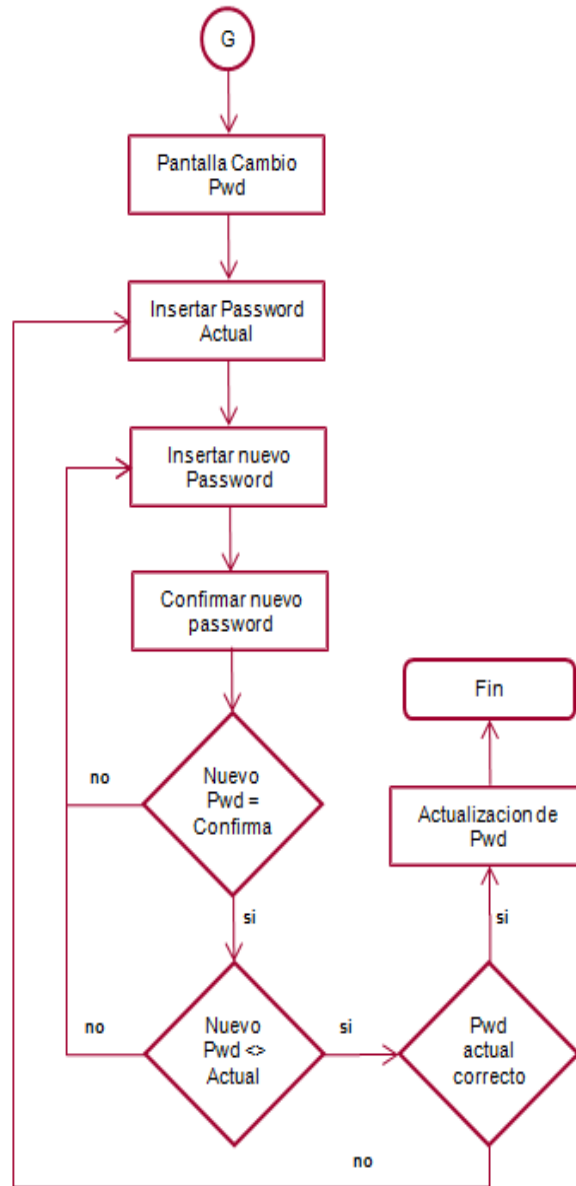 G
Pantalla Cambio
Pwd
Insertar Password
Actual
Insertar nuevo
Password
Confirmar nuevo
password
Fin
no
Nuevo
Pwd =
Confirma
Actualizacion de
Pwd
si
si
no
Nuevo
Pwd <>
Actual
si
Pwd
actual
correcto
no